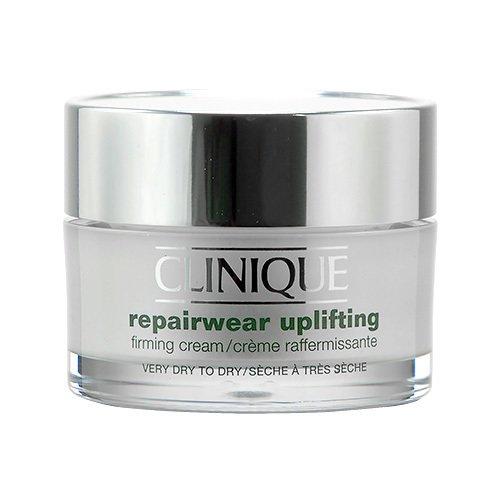 CLINIQUE
repairwear uplifting
firming cream/crème raffermissante
VERY DRY TO DRY/SÈCHE À TRÈS SÈCHE